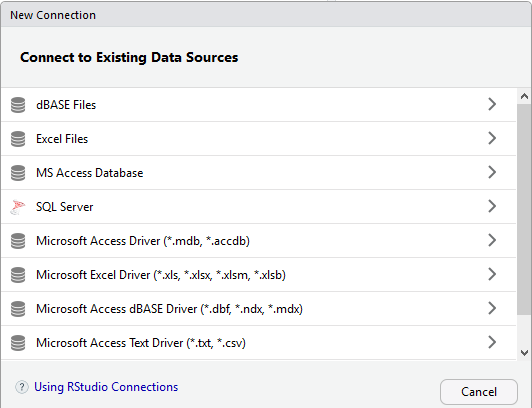 New Connection
Connect to Existing Data Sources
dBASE Files
Excel Files
MS Access Database
SQL Server
Microsoft Access Driver (*.mdb, *.accdb)
Microsoft Excel Driver (*.xls, *.xlsx, *.xlsm, *.xlsb)
Microsoft Access dBASE Driver (*.dbf, *.ndx, *.mdx)
Microsoft Access Text Driver (*.txt, *.csv)
? Using RStudio Connections
Cancel